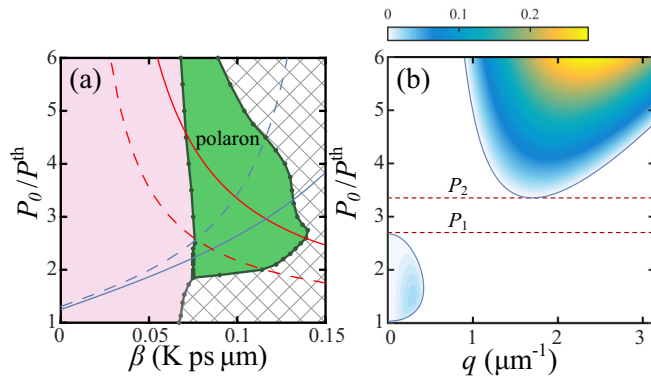 0 0.1 0.2
(a) (b)
polaron
P₀/Pᵗʰ
6
5
4
3
2
1
0 0.05 0.1 0.15
β (K ps μm)
P₀/Pᵗʰ
6
5
4
3
2
1
P₂
P₁
0 1 2 3
q (μm⁻¹)